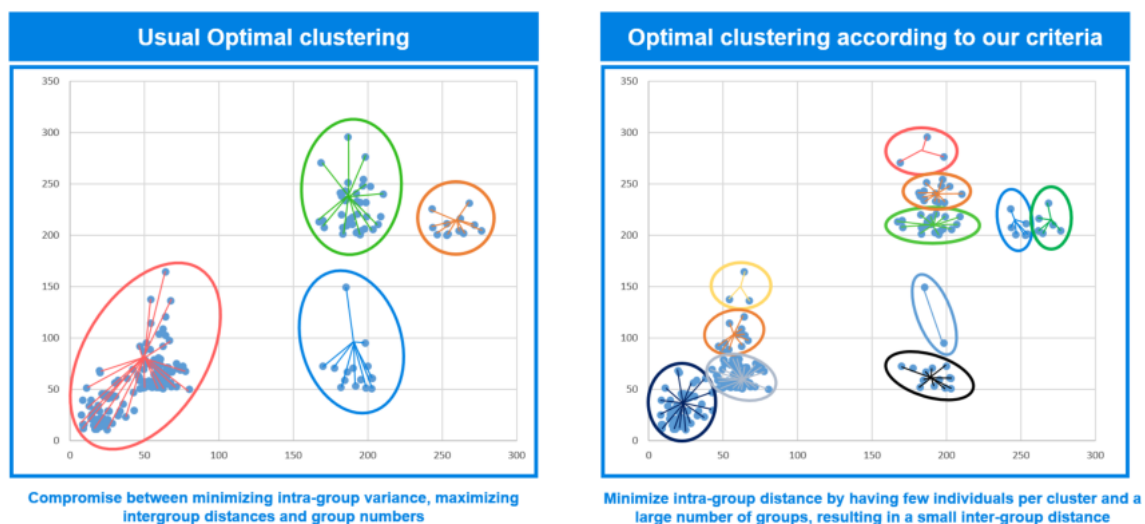 Usual Optimal clustering
350
300
250
200
150
100
50
0
0 50 100 150 200 250 300
Compromise between minimizing intra-group variance, maximizing
intergroup distances and group numbers
Optimal clustering according to our criteria
350
300
250
200
150
100
50
0
0 50 100 150 200 250 300
Minimize intra-group distance by having few individuals per cluster and a
large number of groups, resulting in a small inter-group distance